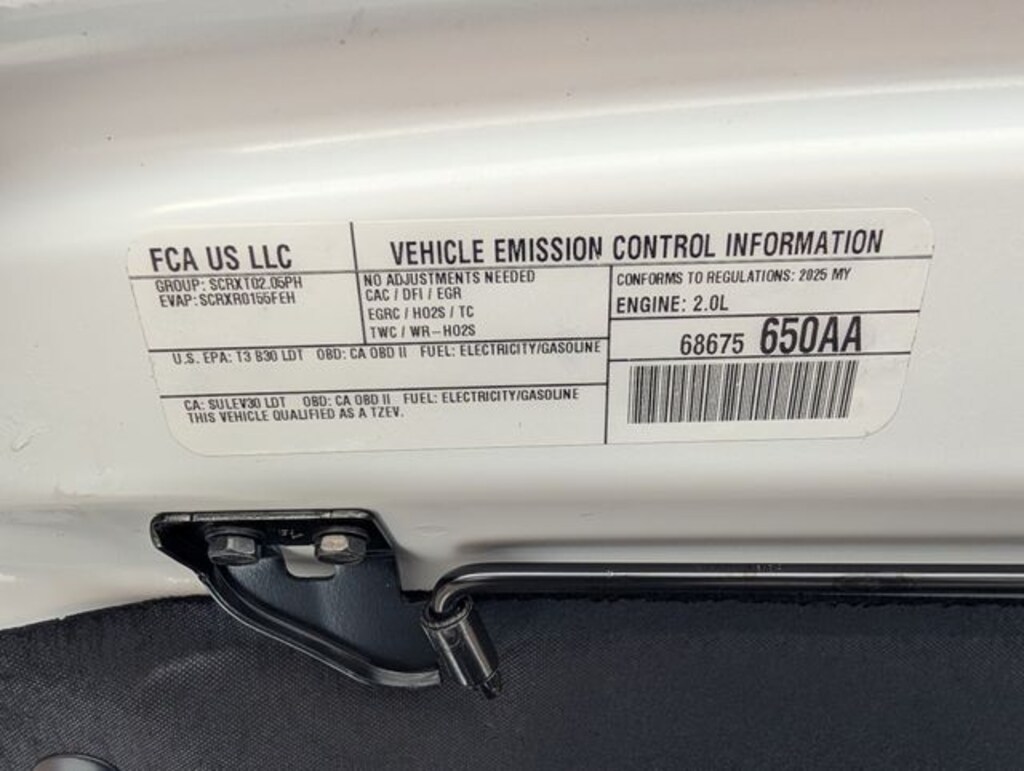 FCA US LLC
VEHICLE EMISSION CONTROL INFORMATION
GROUP: SCRXT02.05PH
EVAP: SCRXR0155FEH
NO ADJUSTMENTS NEEDED
CAC / DFI / EGR
EGRC / HO2S / TC
TWC / WR-HO2S
CONFORMS TO REGULATIONS: 2025 MY
ENGINE: 2.0L
68675 650AA
U.S. EPA: T3 B30 LDT OBD: CA OBD II FUEL: ELECTRICITY/GASOLINE
CA: SULEV30 LDT OBD: CA OBD II FUEL: ELECTRICITY/GASOLINE
THIS VEHICLE QUALIFIED AS A TZEV.